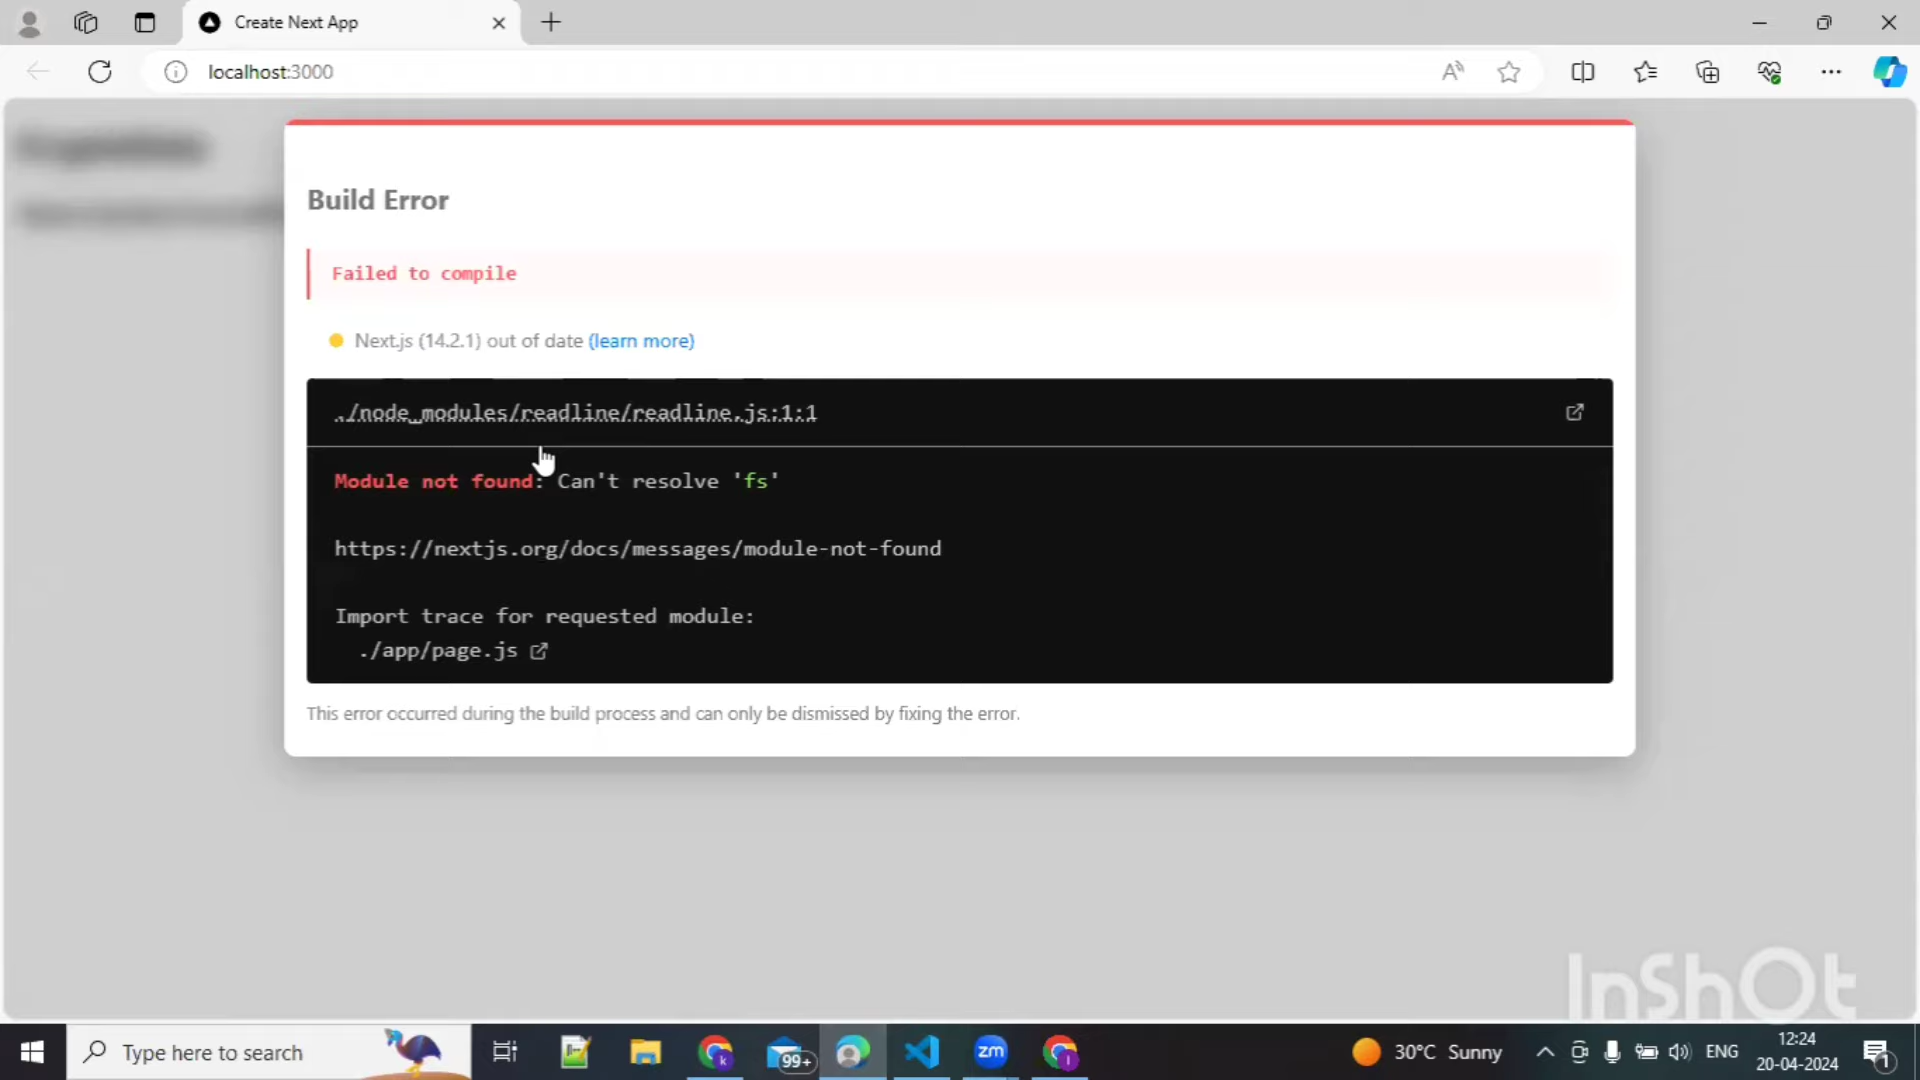 Create Next App
localhost:3000
Build Error
Failed to compile
Next.js (14.2.1) out of date (learn more)
./node_modules/readline/readline.js:1:1
Module not found: Can't resolve 'fs'
https://nextjs.org/docs/messages/module-not-found
Import trace for requested module:
./app/page.js
This error occurred during the build process and can only be dismissed by fixing the error.
InShOt
Type here to search
k
99+
zm
l
30°C Sunny
ENG
12:24
20-04-2024
1